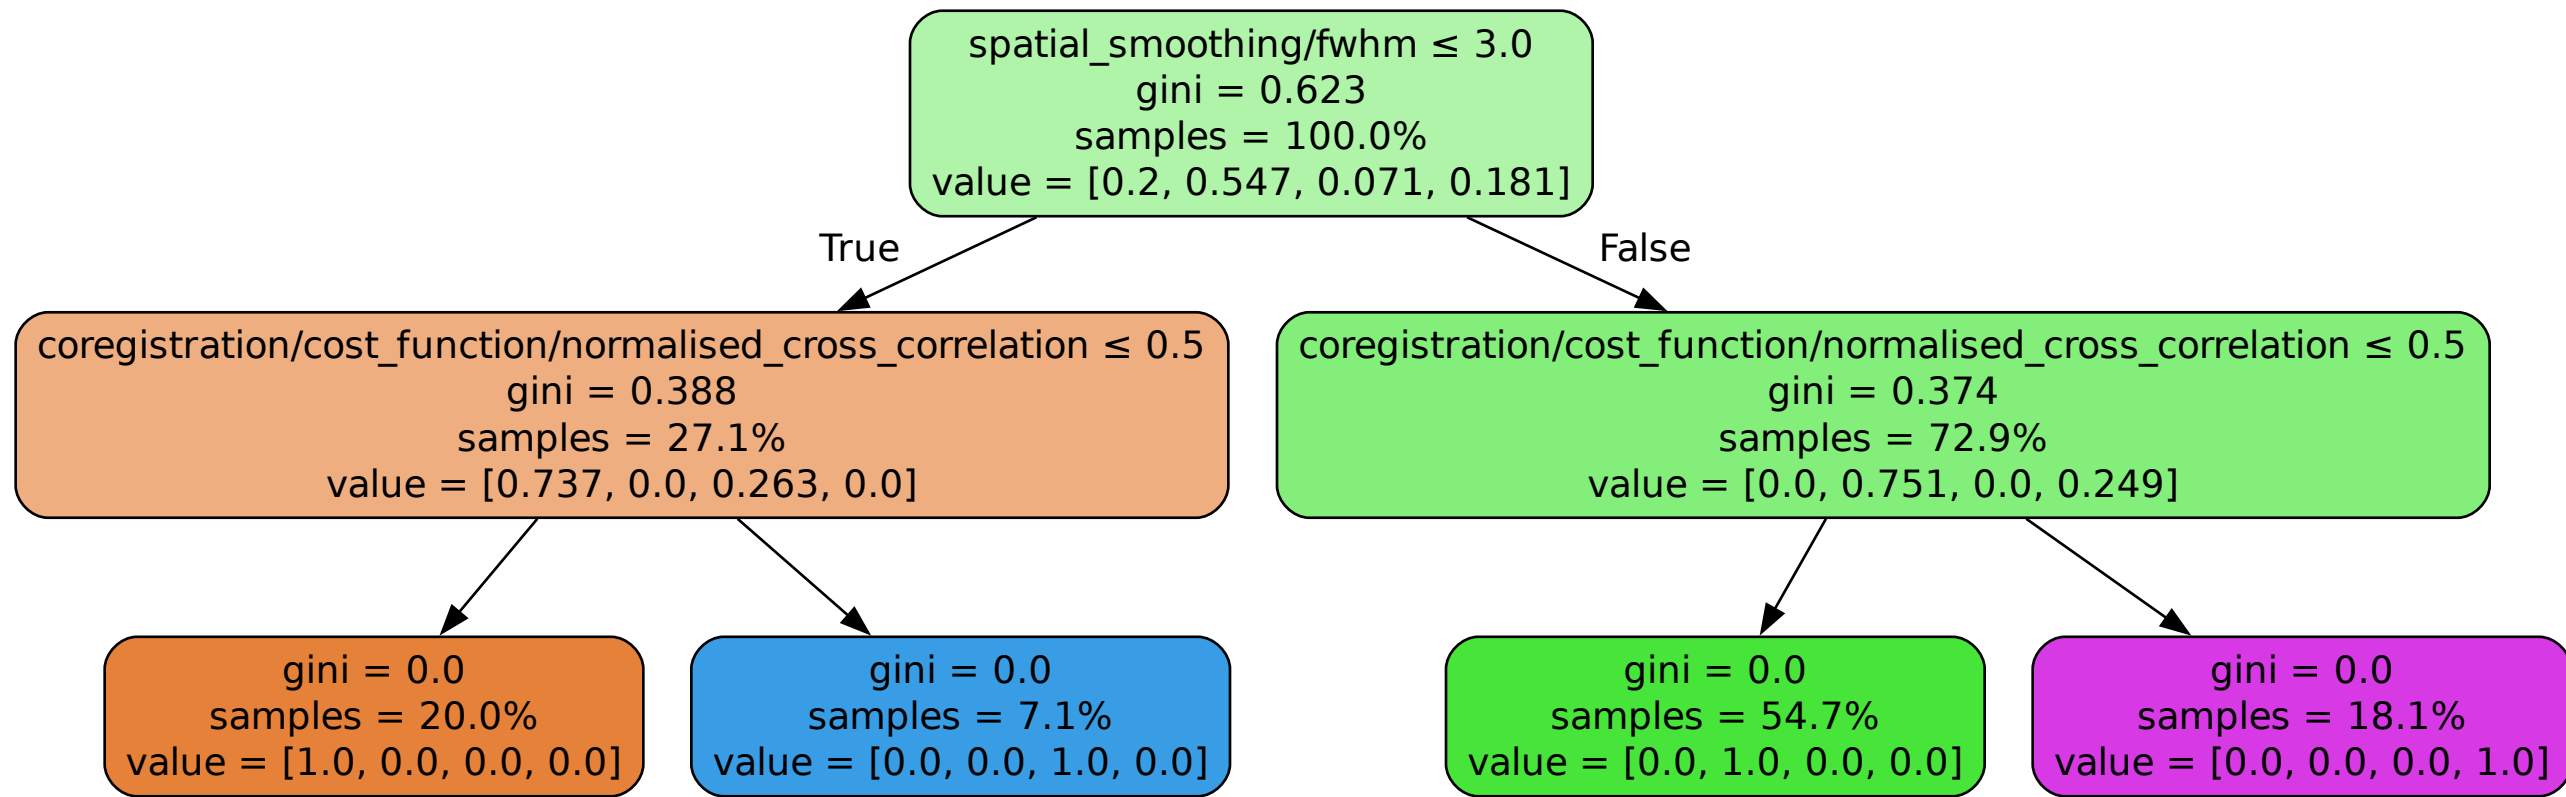 spatial_smoothing/fwhm ≤ 3.0
gini = 0.623
samples = 100.0%
value = [0.2, 0.547, 0.071, 0.181]
True
False
coregistration/cost_function/normalised_cross_correlation ≤ 0.5
gini = 0.388
samples = 27.1%
value = [0.737, 0.0, 0.263, 0.0]
coregistration/cost_function/normalised_cross_correlation ≤ 0.5
gini = 0.374
samples = 72.9%
value = [0.0, 0.751, 0.0, 0.249]
gini = 0.0
samples = 20.0%
value = [1.0, 0.0, 0.0, 0.0]
gini = 0.0
samples = 7.1%
value = [0.0, 0.0, 1.0, 0.0]
gini = 0.0
samples = 54.7%
value = [0.0, 1.0, 0.0, 0.0]
gini = 0.0
samples = 18.1%
value = [0.0, 0.0, 0.0, 1.0]